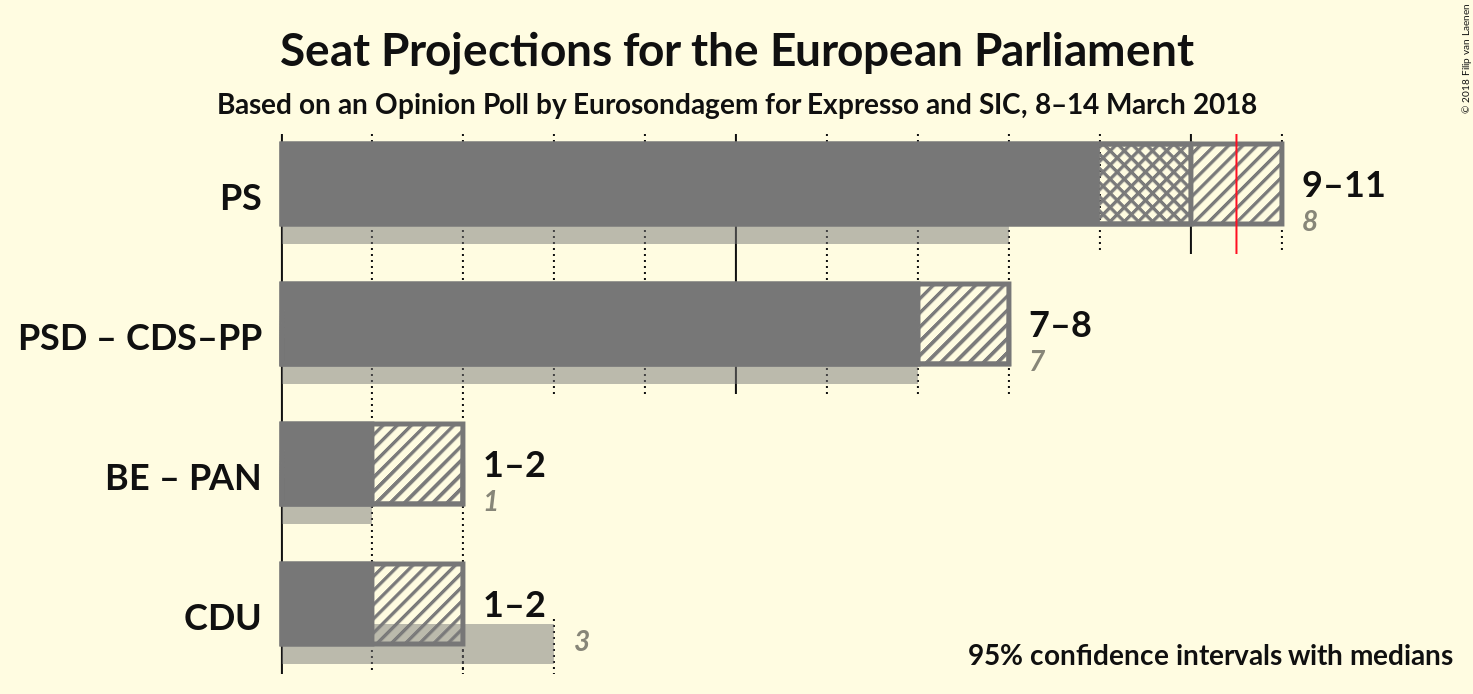 Seat Projections for the European Parliament
Based on an Opinion Poll by Eurosondagem for Expresso and SIC, 8–14 March 2018
© 2018 Filip van Laenen
PS
9–11
8
PSD – CDS–PP
7–8
7
BE – PAN
1–2
1
CDU
1–2
3
95% confidence intervals with medians